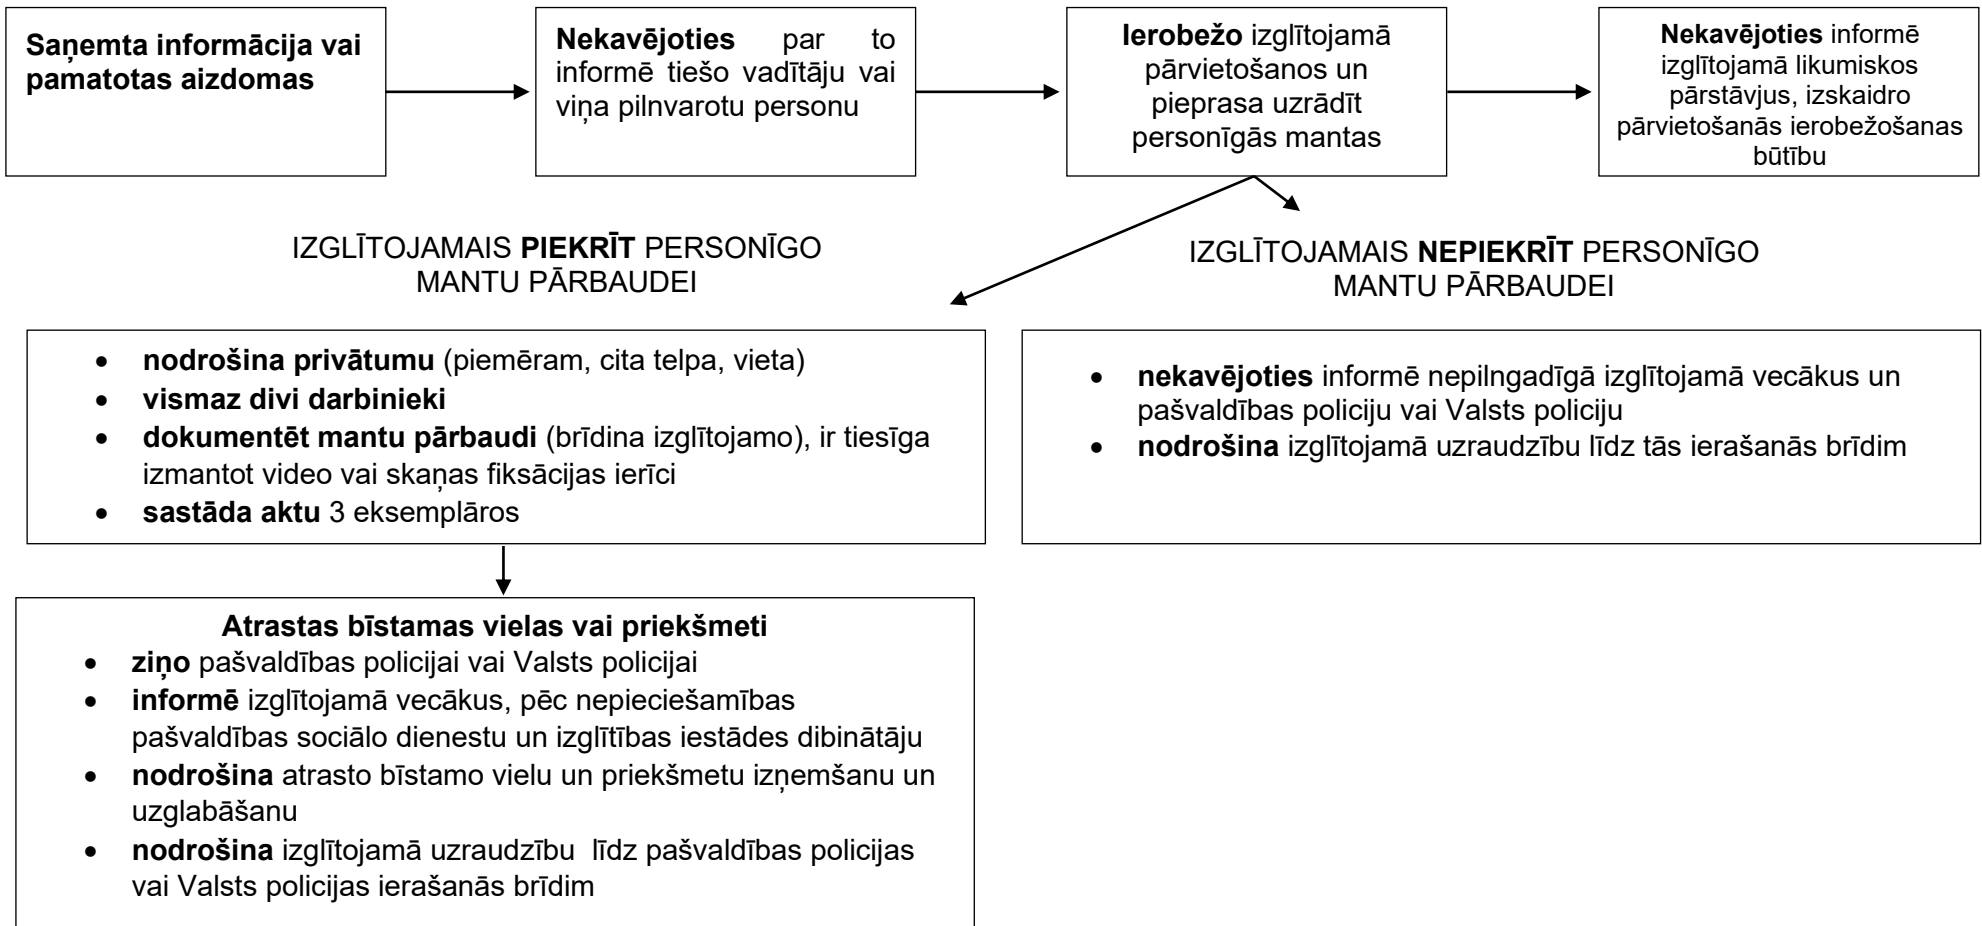 Saņemta informācija vai
pamatotas aizdomas
Nekavējoties par to
informē tiešo vadītāju vai
viņa pilnvarotu personu
Ierobežo izglītojamā
pārvietošanos un
pieprasa uzrādīt
personīgās mantas
Nekavējoties informē
izglītojamā likumiskos
pārstāvjus, izskaidro
pārvietošanās ierobežošanas
būtību
IZGLĪTOJAMAIS PIEKRĪT PERSONĪGO
MANTU PĀRBAUDEI
IZGLĪTOJAMAIS NEPIEKRĪT PERSONĪGO
MANTU PĀRBAUDEI
• nodrošina privātumu (piemēram, cita telpa, vieta)
• vismaz divi darbinieki
• dokumentēt mantu pārbaudi (brīdina izglītojamo), ir tiesīga
izmantot video vai skaņas fiksācijas ierīci
• sastāda aktu 3 eksemplāros
• nekavējoties informē nepilngadīgā izglītojamā vecākus un
pašvaldības policiju vai Valsts policiju
• nodrošina izglītojamā uzraudzību līdz tās ierašanās brīdim
Atrastas bīstamas vielas vai priekšmeti
• ziņo pašvaldības policijai vai Valsts policijai
• informē izglītojamā vecākus, pēc nepieciešamības
pašvaldības sociālo dienestu un izglītības iestādes dibinātāju
• nodrošina atrasto bīstamo vielu un priekšmetu izņemšanu un
uzglabāšanu
• nodrošina izglītojamā uzraudzību līdz pašvaldības policijas
vai Valsts policijas ierašanās brīdim